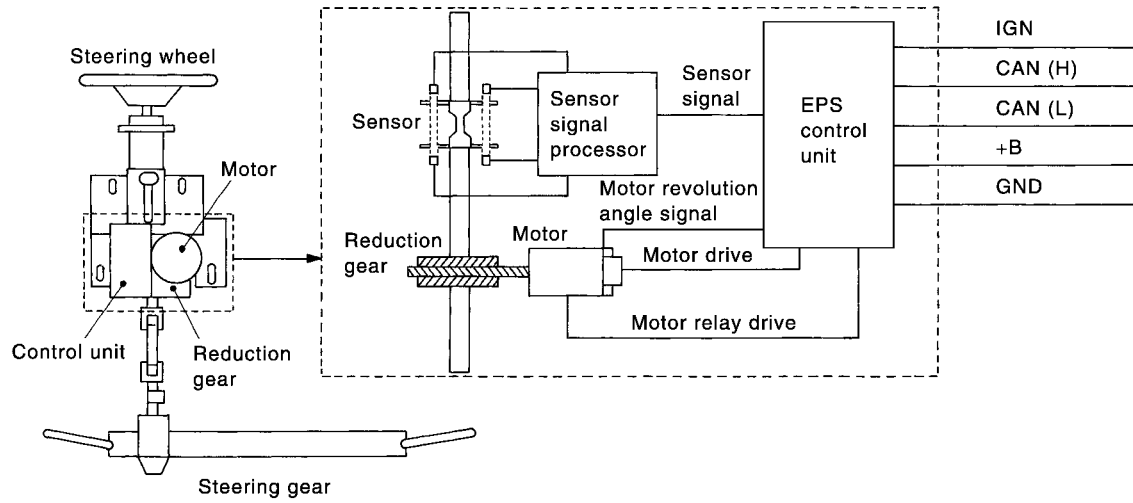 Steering wheel
Motor
Control unit
Reduction
gear
Steering gear
Sensor
Sensor
signal
processor
Sensor
signal
EPS
control
unit
Motor revolution
angle signal
Reduction
gear
Motor
Motor drive
Motor relay drive
IGN
CAN (H)
CAN (L)
+B
GND